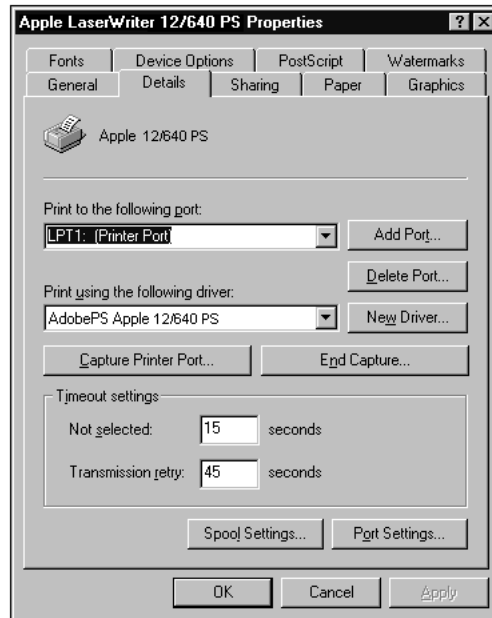 Apple LaserWriter 12/640 PS Properties
Fonts Device Options PostScript Watermarks
General Details Sharing Paper Graphics
Apple 12/640 PS
Print to the following port:
LPT1: (Printer Port) Add Port...
Delete Port...
Print using the following driver:
AdobePS Apple 12/640 PS New Driver...
Capture Printer Port... End Capture...
Timeout settings
Not selected: 15 seconds
Transmission retry: 45 seconds
Spool Settings... Port Settings...
OK Cancel Apply